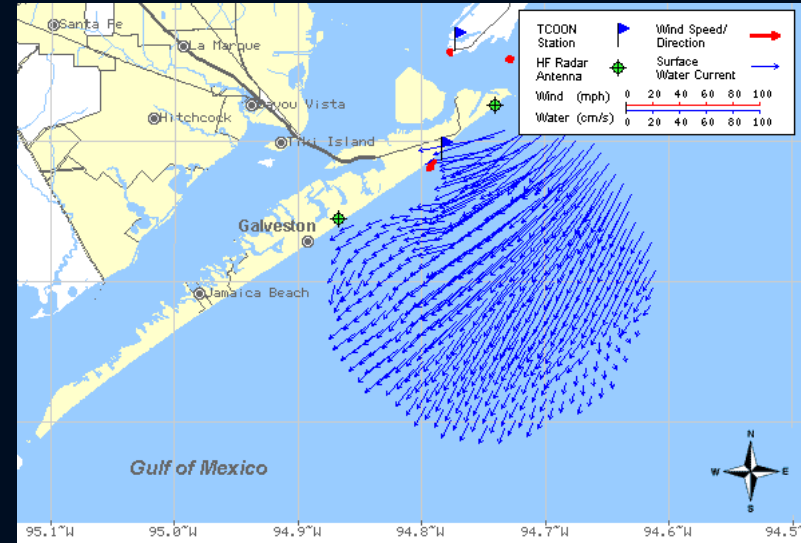 Santa Fe
La Marque
Bayou Vista
Hitchcock
Tiki Island
Galveston
Jamaica Beach
Gulf of Mexico
TCOON
Station
Wind Speed/
Direction
HF Radar
Antenna
Surface
Water Current
Wind (mph) 0 20 40 60 80 100
Water (cm/s) 0 20 40 60 80 100
N
W E
S
95.1°W 95.0°W 94.9°W 94.8°W 94.7°W 94.6°W 94.5°